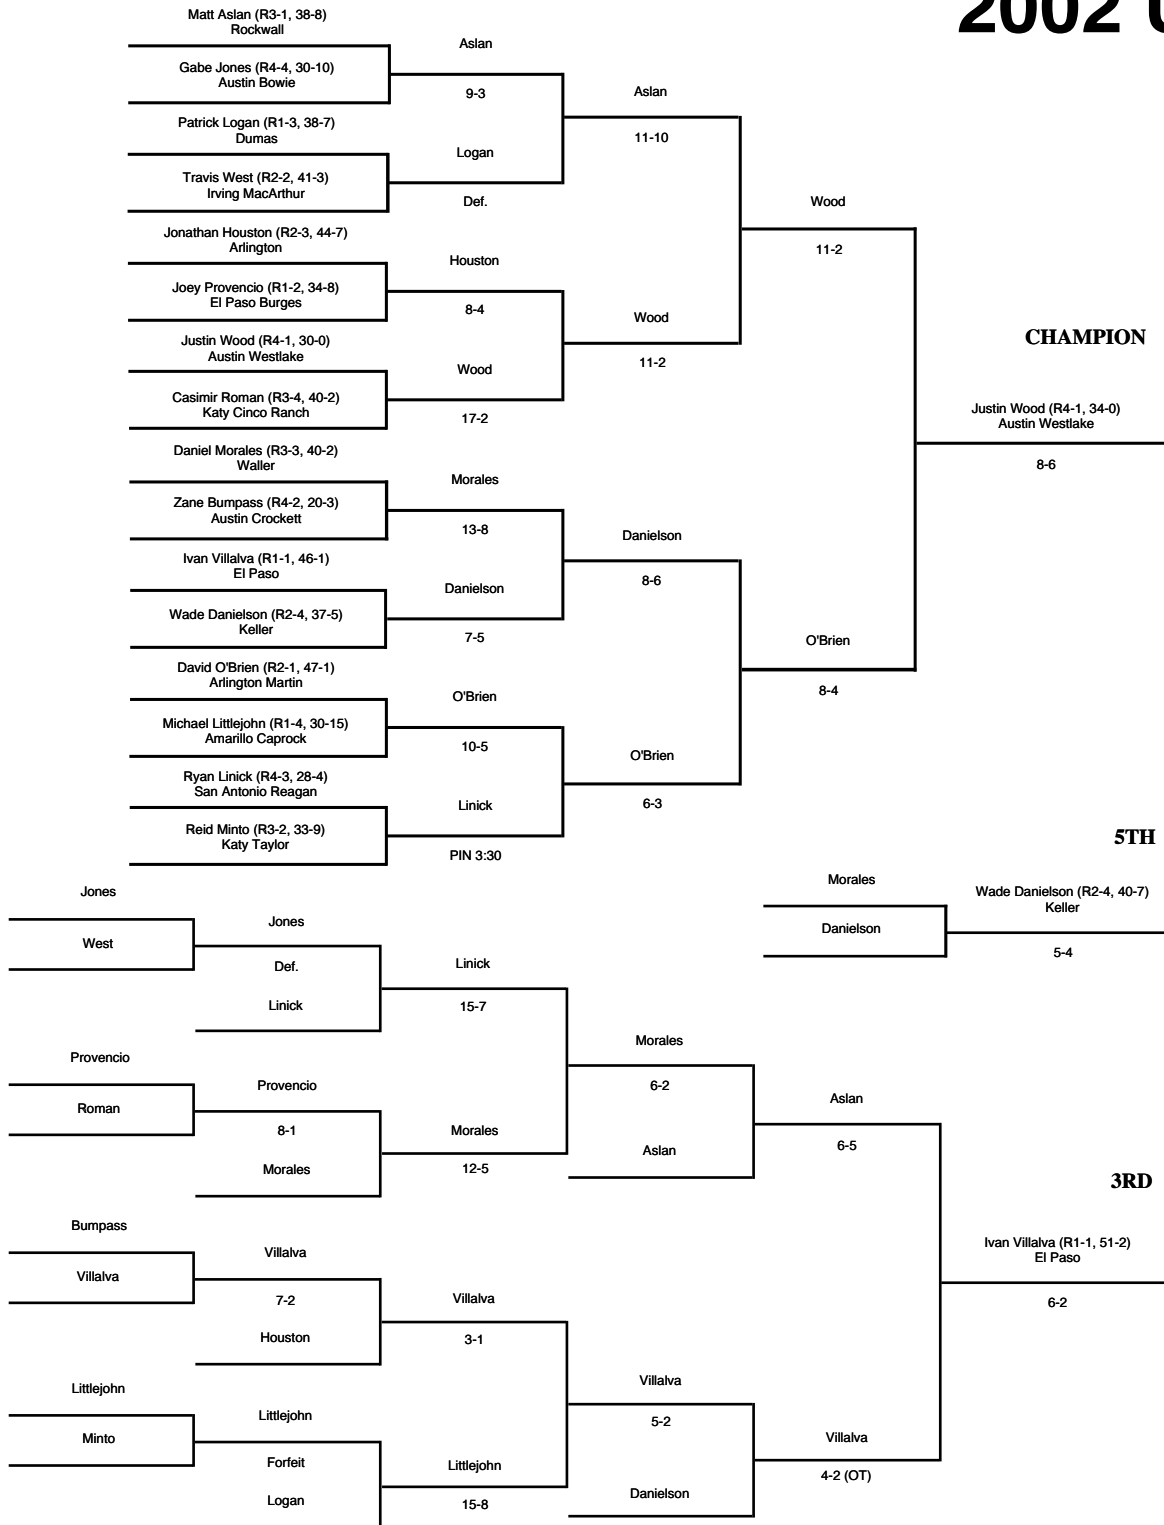 2002 U
Matt Aslan (R3-1, 38-8)
Rockwall
Gabe Jones (R4-4, 30-10)
Austin Bowie
Patrick Logan (R1-3, 38-7)
Dumas
Travis West (R2-2, 41-3)
Irving MacArthur
Jonathan Houston (R2-3, 44-7)
Arlington
Joey Provencio (R1-2, 34-8)
El Paso Burges
Justin Wood (R4-1, 30-0)
Austin Westlake
Casimir Roman (R3-4, 40-2)
Katy Cinco Ranch
Daniel Morales (R3-3, 40-2)
Waller
Zane Bumpass (R4-2, 20-3)
Austin Crockett
Ivan Villalva (R1-1, 46-1)
El Paso
Wade Danielson (R2-4, 37-5)
Keller
David O'Brien (R2-1, 47-1)
Arlington Martin
Michael Littlejohn (R1-4, 30-15)
Amarillo Caprock
Ryan Linick (R4-3, 28-4)
San Antonio Reagan
Reid Minto (R3-2, 33-9)
Katy Taylor
Aslan
9-3
Logan
Def.
Houston
8-4
Wood
17-2
Morales
13-8
Danielson
7-5
O'Brien
10-5
Linick
PIN 3:30
Aslan
11-10
Wood
11-2
Danielson
8-6
O'Brien
6-3
Wood
11-2
O'Brien
8-4
CHAMPION
Justin Wood (R4-1, 34-0)
Austin Westlake
8-6
5TH
Morales
Danielson
Wade Danielson (R2-4, 40-7)
Keller
5-4
Jones
West
Provencio
Roman
Bumpass
Villalva
Littlejohn
Minto
Jones
Def.
Linick
Provencio
8-1
Morales
Villalva
7-2
Houston
Littlejohn
Forfeit
Logan
Linick
15-7
Morales
12-5
Villalva
3-1
Littlejohn
15-8
Morales
6-2
Aslan
Villalva
5-2
Danielson
Aslan
6-5
Villalva
4-2 (OT)
3RD
Ivan Villalva (R1-1, 51-2)
El Paso
6-2